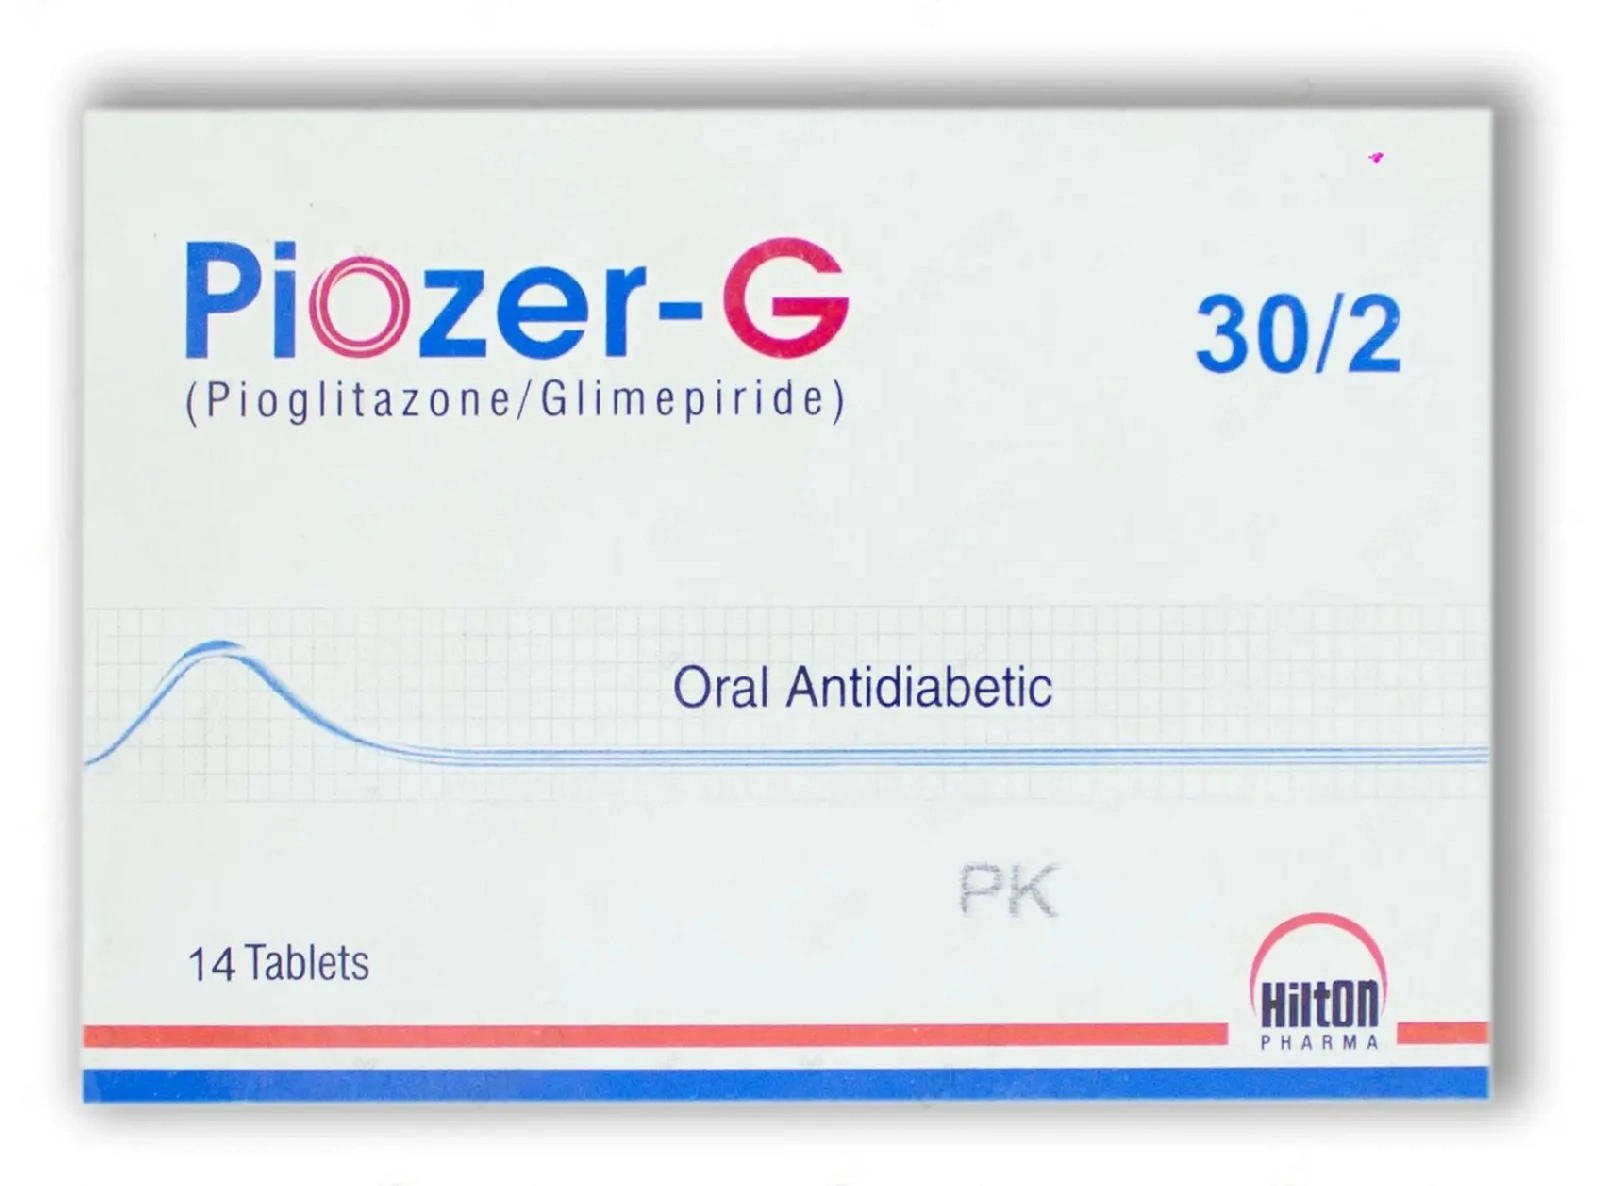 Piozer-G
30/2
(Pioglitazone/Glimepiride)
Oral Antidiabetic
PK
14 Tablets
Hilton
PHARMA